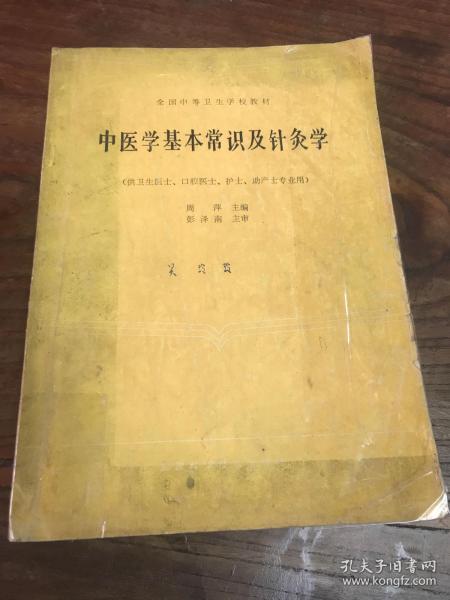 全国中等卫生学校教材
中医学基本常识及针灸学
(供卫生医士、口腔医士、护士、助产士专业用)
周 萍 主编
彭泽南 主审
孔夫子旧书网
www.kongfz.com